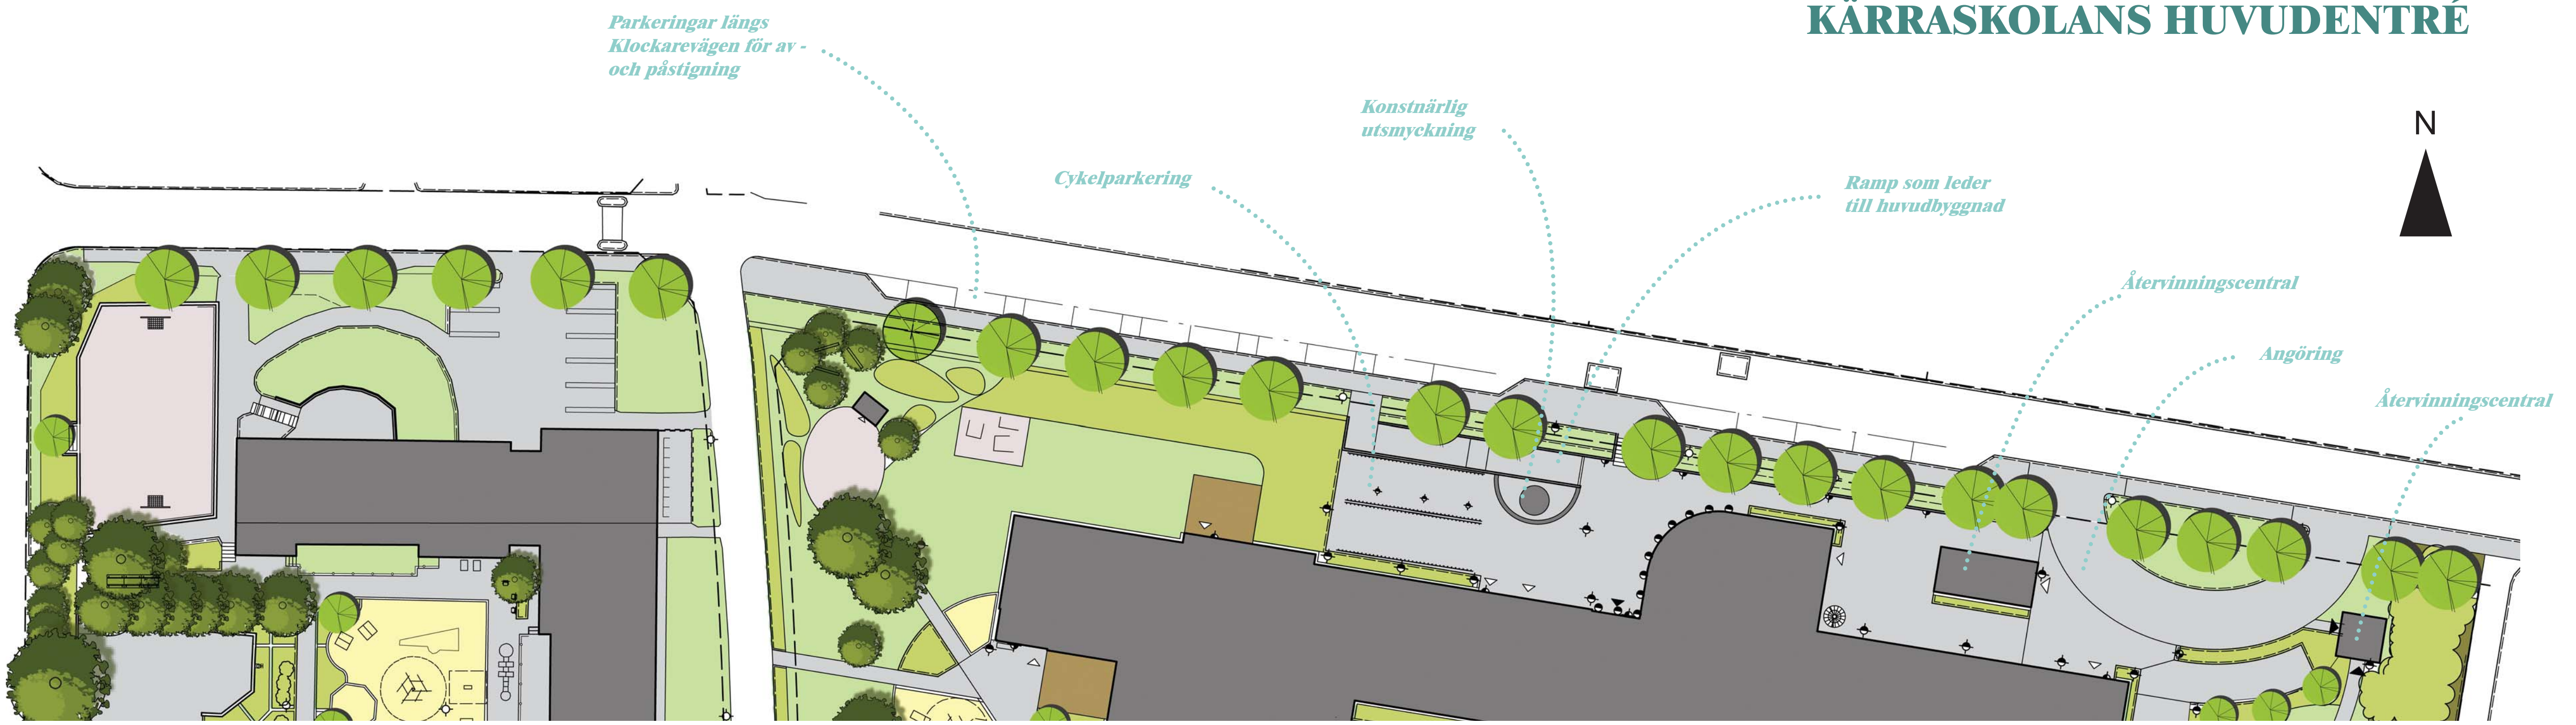 KÄRRASKOLANS HUVUDENTRÉ
Parkeringar längs
Klockarevägen för av -
och påstigning
Konstnärlig
utsmyckning
Cykelparkering
Ramp som leder
till huvudbyggnad
N
Återvinningscentral
Angöring
Återvinningscentral